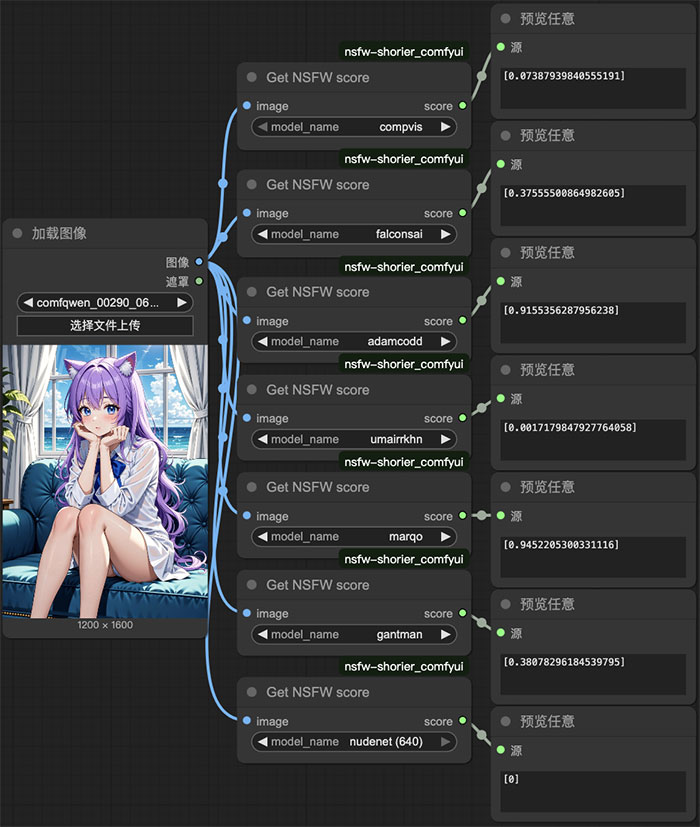 加载图像
图像
遮罩
comfqwen_00290_06...
选择文件上传
1200 × 1600
nsfw-shorier_comfyui
Get NSFW score
image score
model_name compvis
nsfw-shorier_comfyui
Get NSFW score
image score
model_name falconsai
nsfw-shorier_comfyui
Get NSFW score
image score
model_name adamcodd
nsfw-shorier_comfyui
Get NSFW score
image score
model_name umairrkhn
nsfw-shorier_comfyui
Get NSFW score
image score
model_name marqo
nsfw-shorier_comfyui
Get NSFW score
image score
model_name gantman
nsfw-shorier_comfyui
Get NSFW score
image score
model_name nudenet (640)
预览任意
源
[0.07387939840555191]
预览任意
源
[0.37555500864982605]
预览任意
源
[0.9155356287956238]
预览任意
源
[0.0017179847927764058]
预览任意
源
[0.9452205300331116]
预览任意
源
[0.38078296184539795]
预览任意
源
[0]